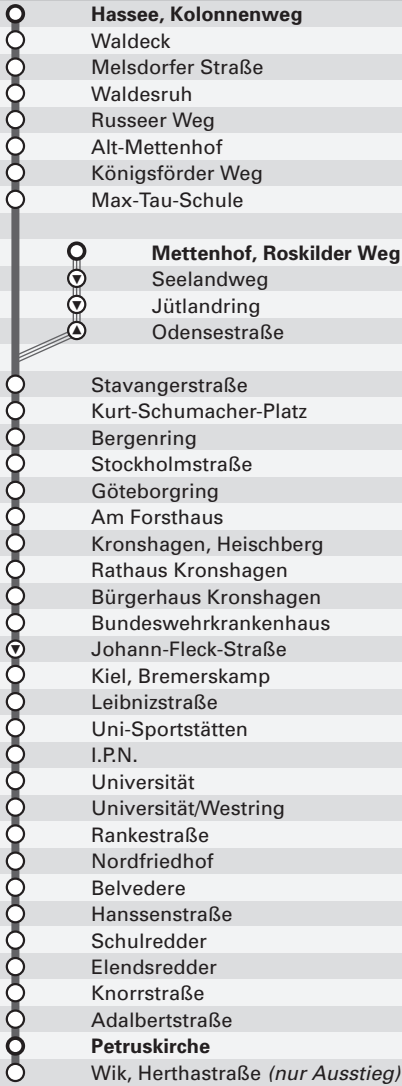 Hassee, Kolonnenweg
Waldeck
Melsdorfer Straße
Waldesruh
Russeer Weg
Alt-Mettenhof
Königsförder Weg
Max-Tau-Schule
Mettenhof, Roskilder Weg
Seelandweg
Jütlandring
Odensestraße
Stavangerstraße
Kurt-Schumacher-Platz
Bergenring
Stockholmstraße
Göteborgring
Am Forsthaus
Kronshagen, Heischberg
Rathaus Kronshagen
Bürgerhaus Kronshagen
Bundeswehrkrankenhaus
Johann-Fleck-Straße
Kiel, Bremerskamp
Leibnizstraße
Uni-Sportstätten
I.P.N.
Universität
Universität/Westring
Rankestraße
Nordfriedhof
Belvedere
Hanssenstraße
Schulredder
Elendsredder
Knorrstraße
Adalbertstraße
Petruskirche
Wik, Herthastraße (nur Ausstieg)